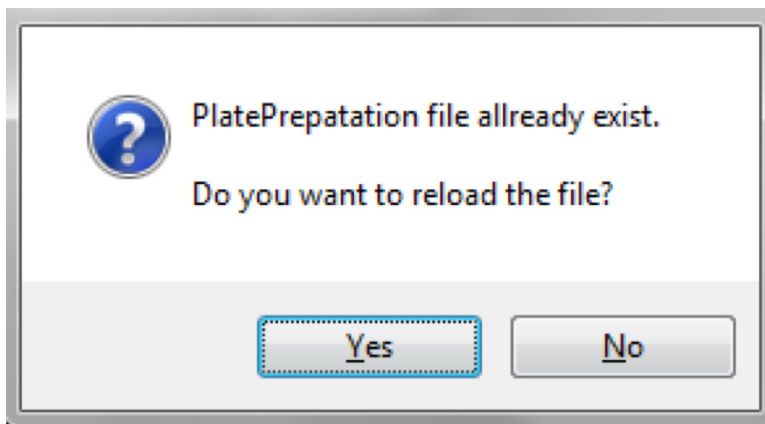 ?
PlatePrepatation file allready exist.
Do you want to reload the file?
Yes No